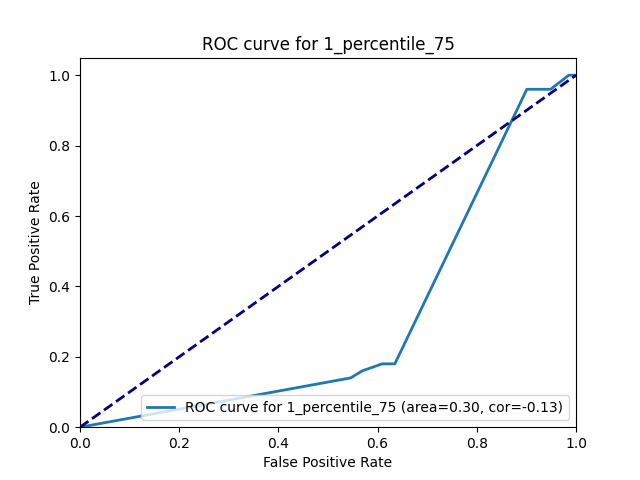 ROC curve for 1_percentile_75
True Positive Rate
1.0
0.8
0.6
0.4
0.2
0.0
ROC curve for 1_percentile_75 (area=0.30, cor=-0.13)
0.0 0.2 0.4 0.6 0.8 1.0
False Positive Rate